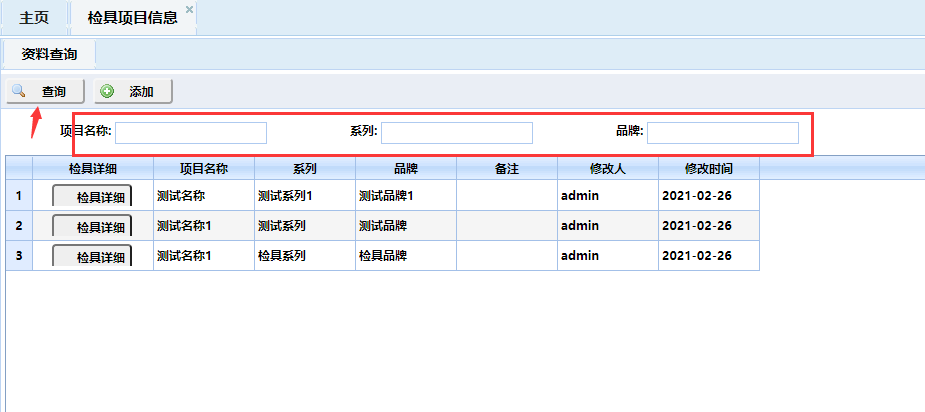 主页 检具项目信息
资料查询
查询 添加
项目名称: 系列: 品牌:
检具详细 项目名称 系列 品牌 备注 修改人 修改时间
1 检具详细 测试名称 测试系列1 测试品牌1 admin 2021-02-26
2 检具详细 测试名称1 测试系列 测试品牌 admin 2021-02-26
3 检具详细 测试名称1 检具系列 检具品牌 admin 2021-02-26